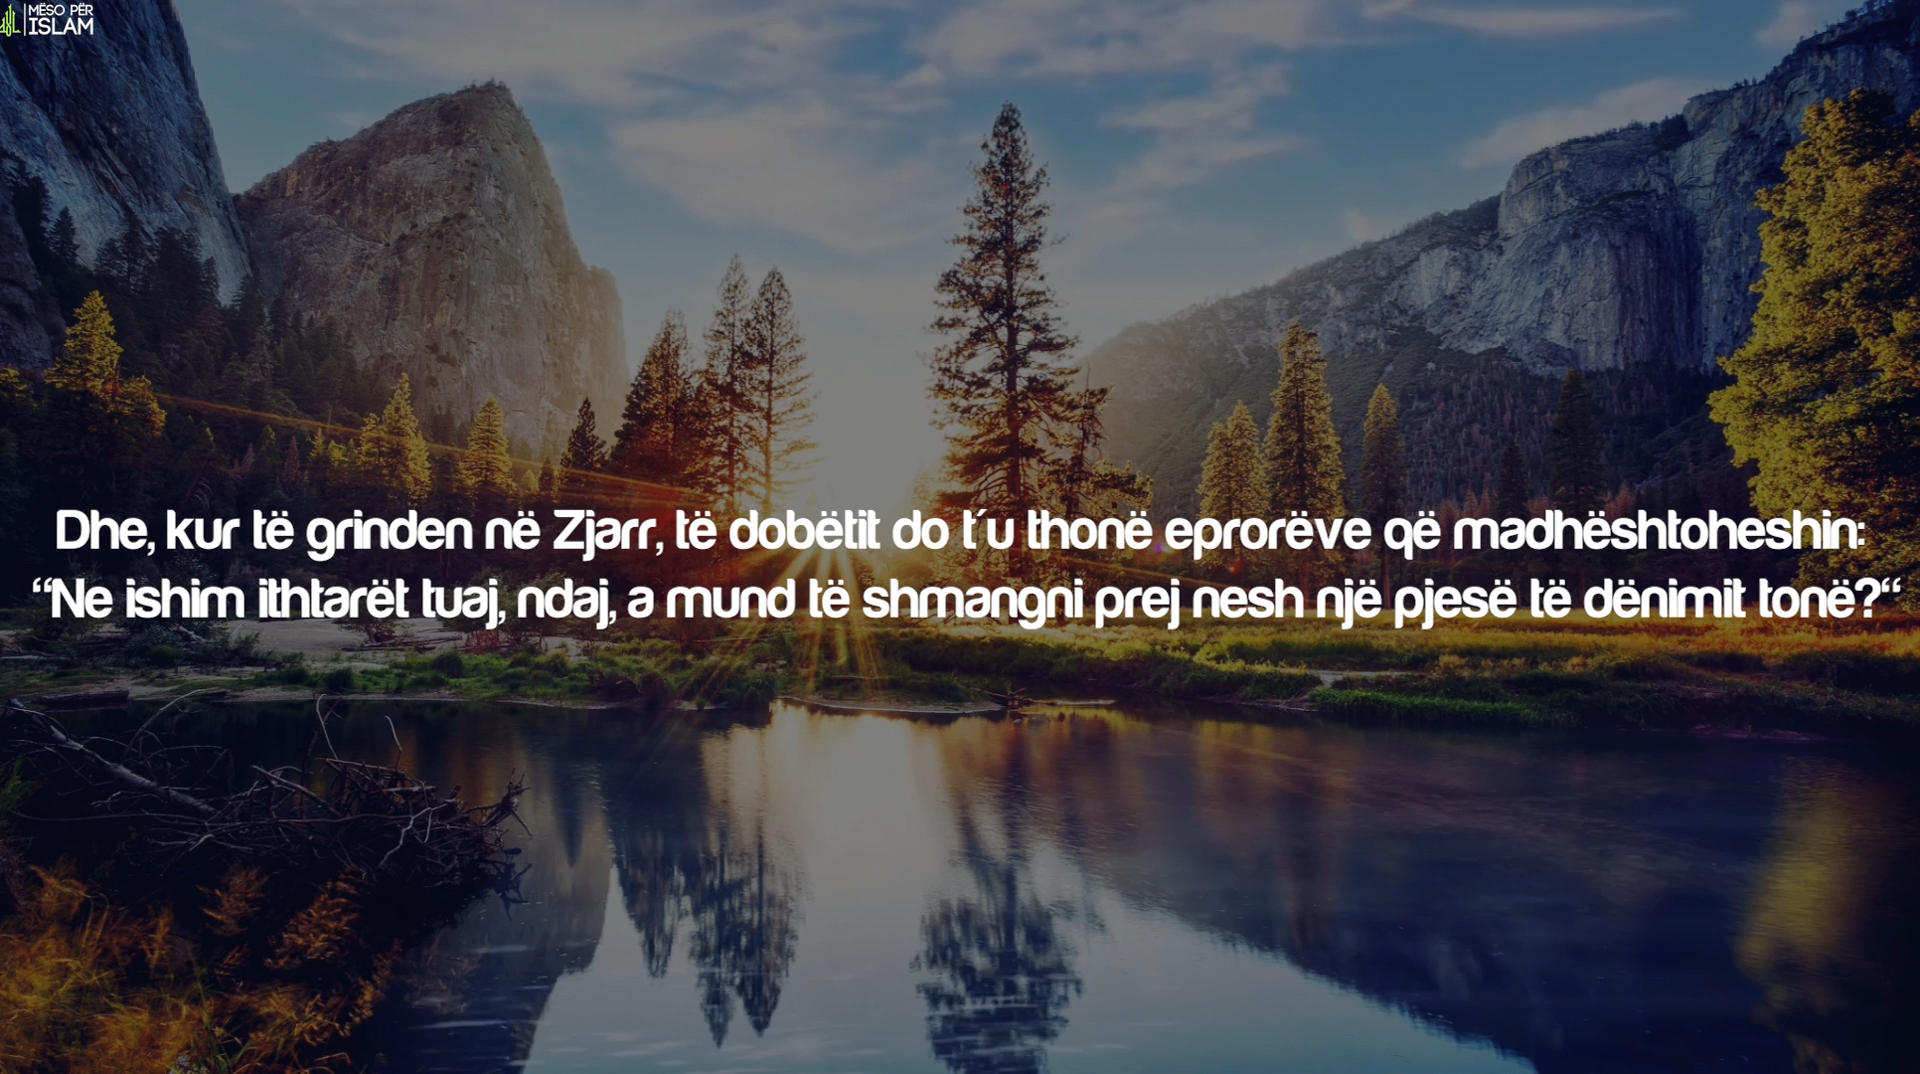 MËSO PËR
ISLAM
Dhe, kur të grinden në Zjarr, të dobëtit do t´u thonë eprorëve që madhështoheshin:
“Ne ishim ithtarët tuaj, ndaj, a mund të shmangni prej nesh një pjesë të dënimit tonë?“